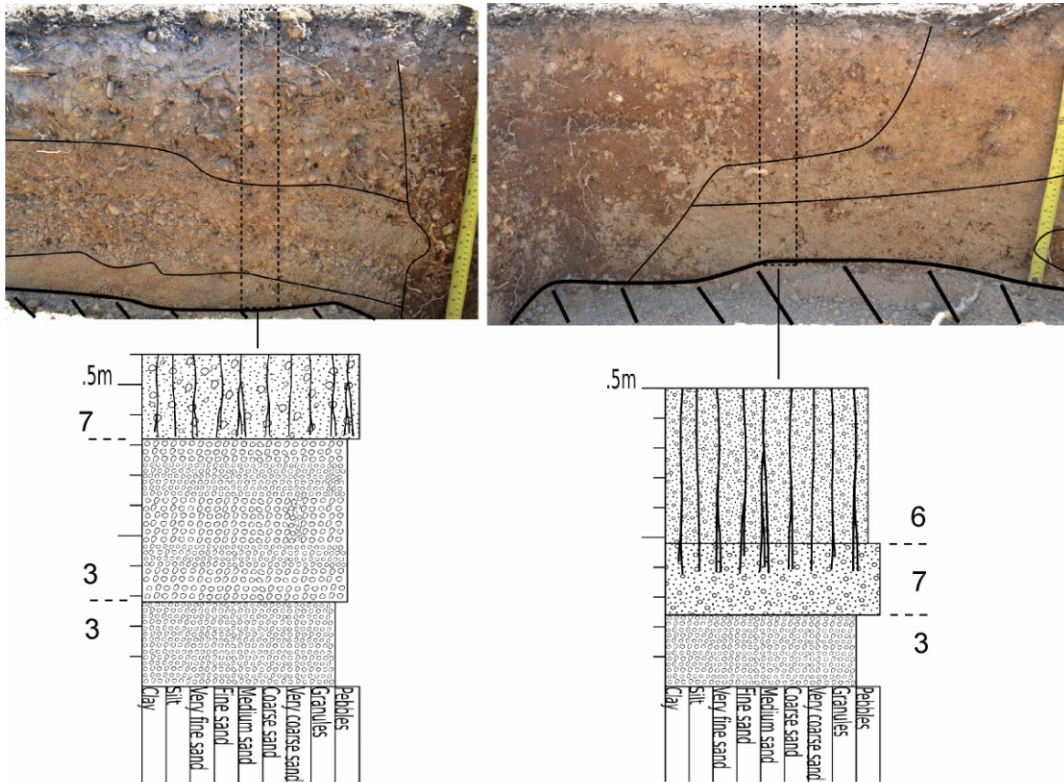 .5m
7
3
3
Clay
Silt
Very fine sand
Fine sand
Medium sand
Coarse sand
Very coarse sand
Granules
Pebbles
.5m
6
7
3
Clay
Silt
Very fine sand
Fine sand
Medium sand
Coarse sand
Very coarse sand
Granules
Pebbles